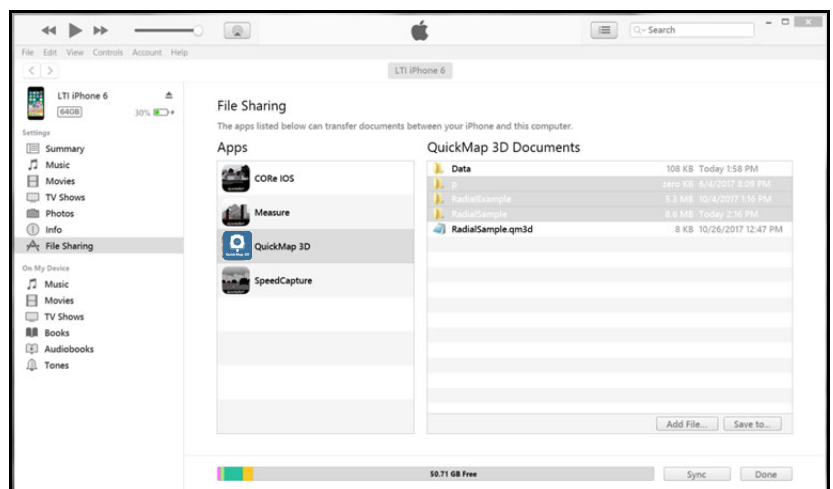 Search
File Edit View Controls Account Help
LTI iPhone 6
LTI iPhone 6
64GB
30%
Settings
Summary
Music
Movies
TV Shows
Photos
Info
File Sharing
On My Device
Music
Movies
TV Shows
Books
Audiobooks
Tones
File Sharing
The apps listed below can transfer documents between your iPhone and this computer.
Apps
CORe IOS
Measure
QuickMap 3D
SpeedCapture
QuickMap 3D Documents
Data 108 KB Today 1:58 PM
p zero KB 6/4/2017 8:09 PM
RadialExample 5.3 MB 10/4/2017 1:16 PM
RadialSample 8.6 MB Today 2:16 PM
RadialSample.qm3d 8 KB 10/26/2017 12:47 PM
Add File... Save to...
50.71 GB Free
Sync Done